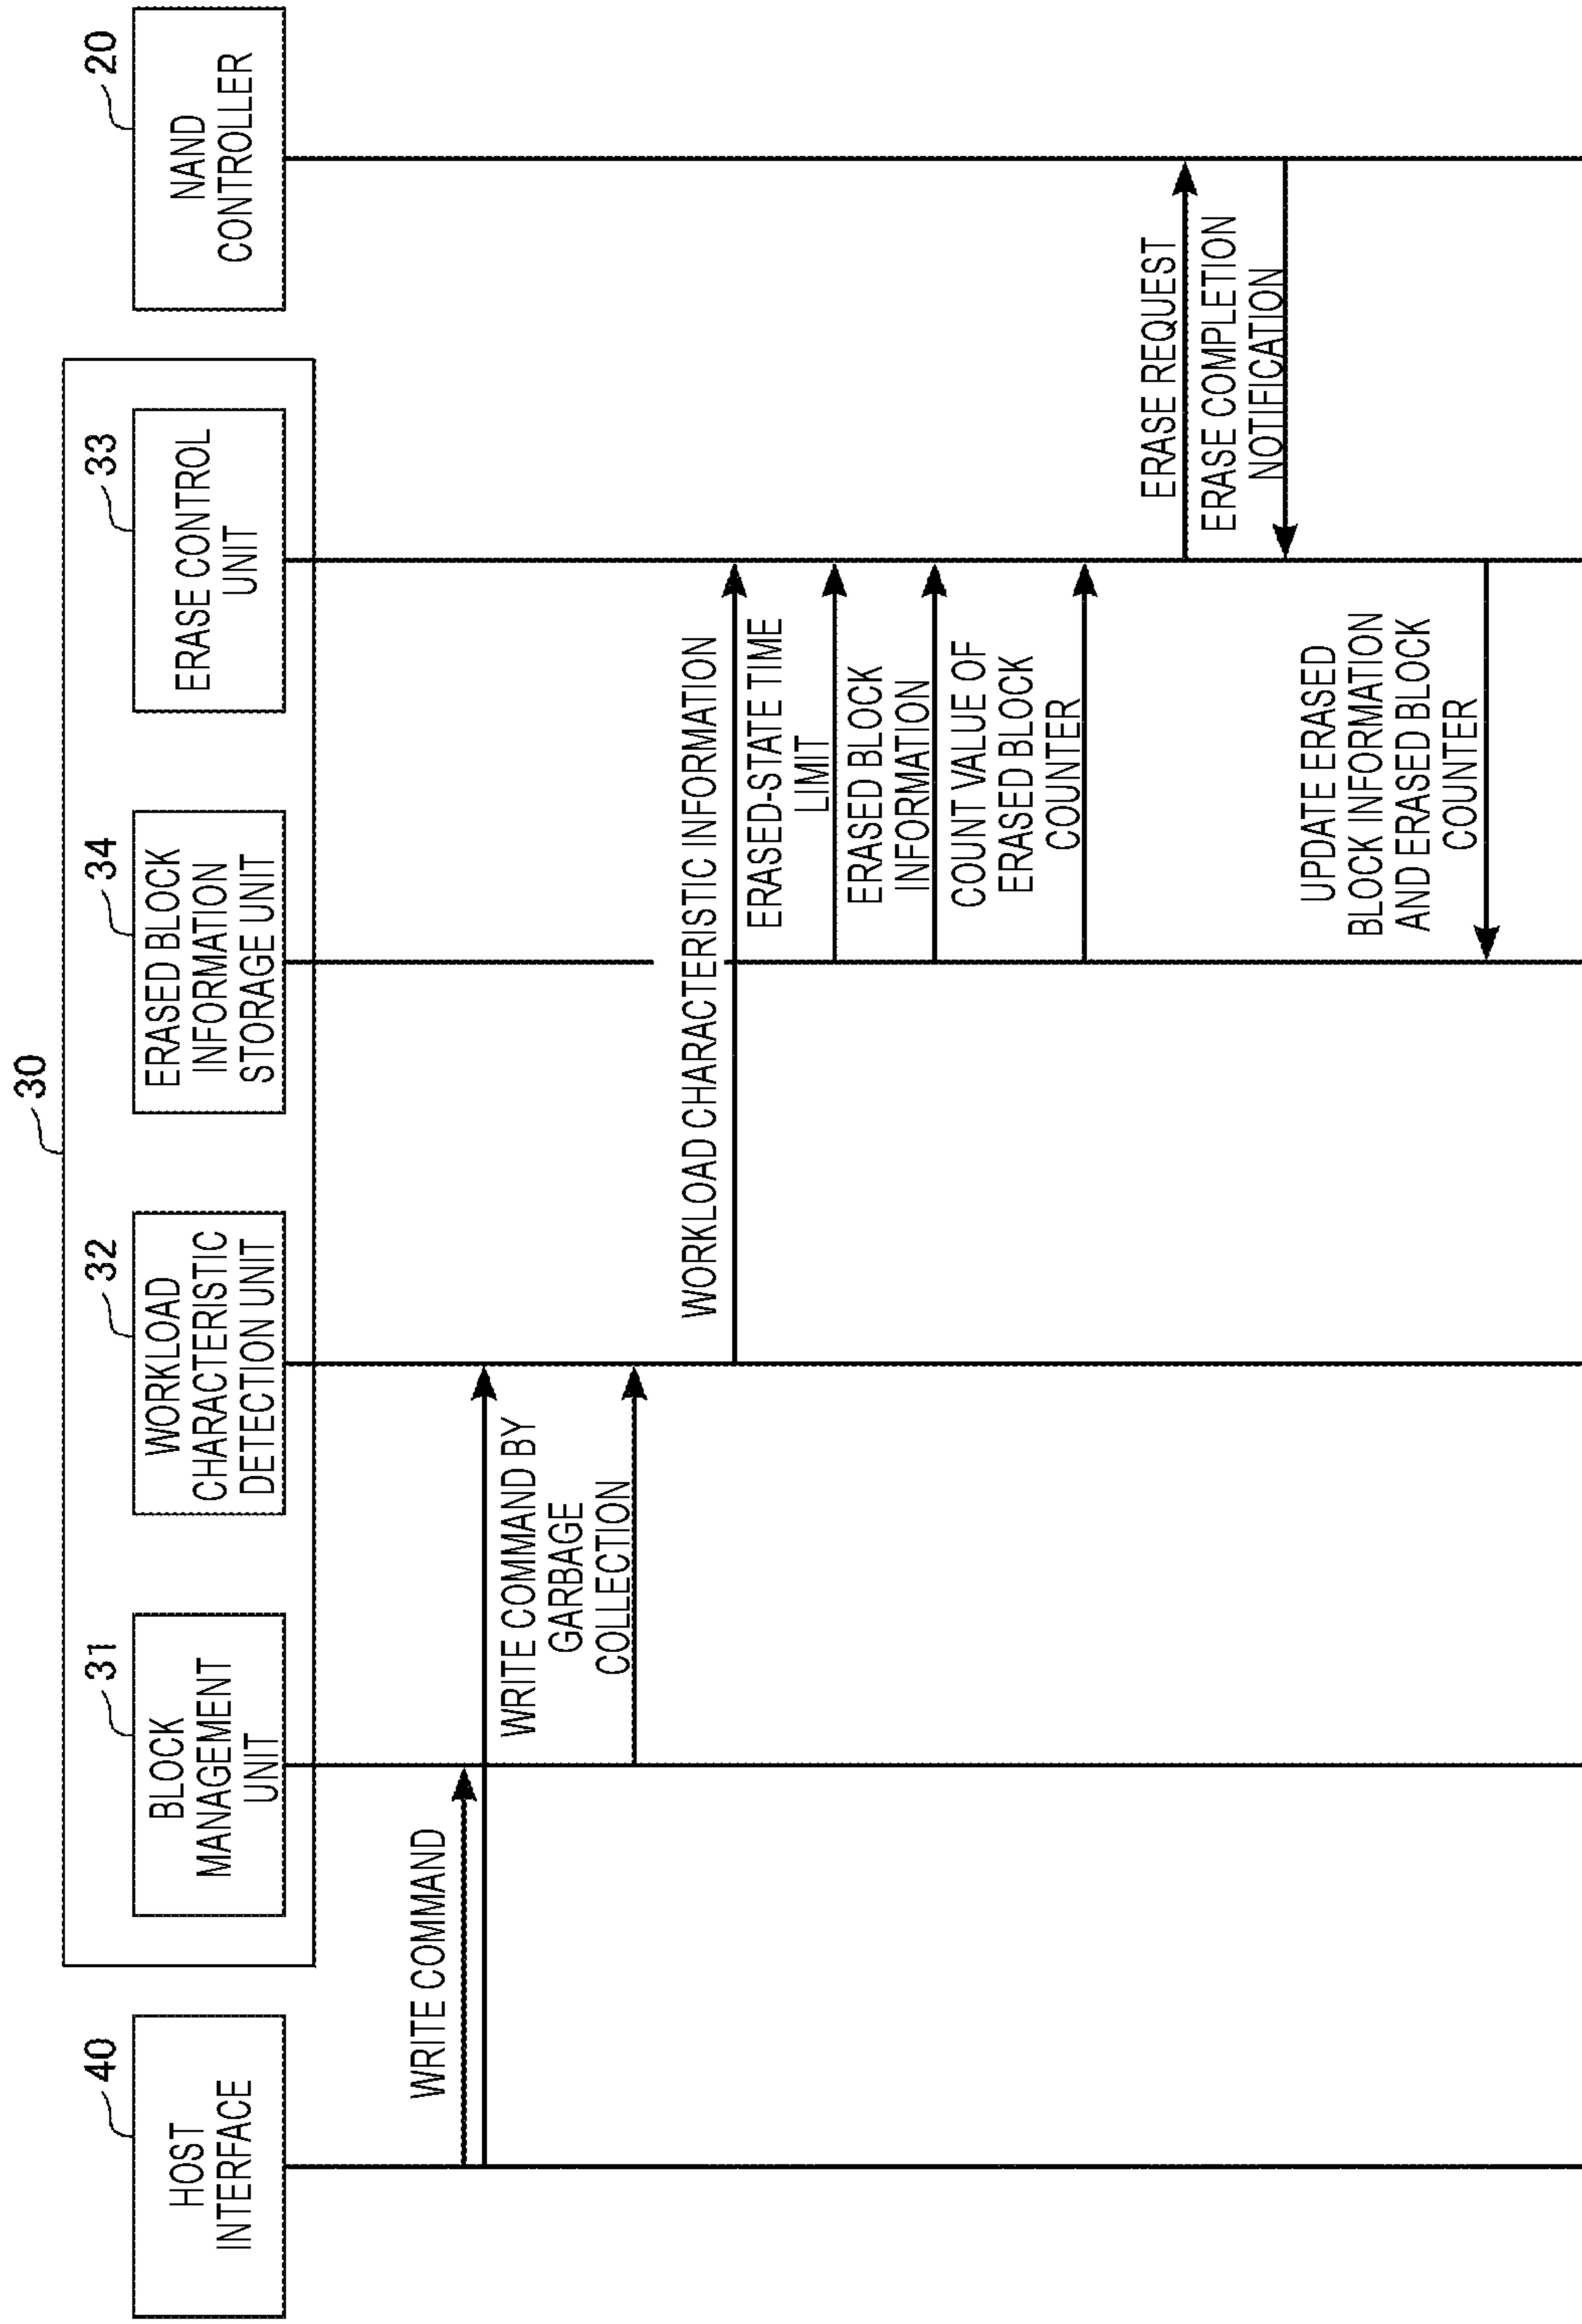 30
40
31
32
34
33
20
HOST
INTERFACE
BLOCK
MANAGEMENT
UNIT
WORKLOAD
CHARACTERISTIC
DETECTION UNIT
ERASED BLOCK
INFORMATION
STORAGE UNIT
ERASE CONTROL
UNIT
NAND
CONTROLLER
WRITE COMMAND
WRITE COMMAND BY
GARBAGE
COLLECTION
WORKLOAD CHARACTERISTIC INFORMATION
ERASED-STATE TIME
LIMIT
ERASED BLOCK
INFORMATION
COUNT VALUE OF
ERASED BLOCK
COUNTER
ERASE REQUEST
ERASE COMPLETION
NOTIFICATION
UPDATE ERASED
BLOCK INFORMATION
AND ERASED BLOCK
COUNTER